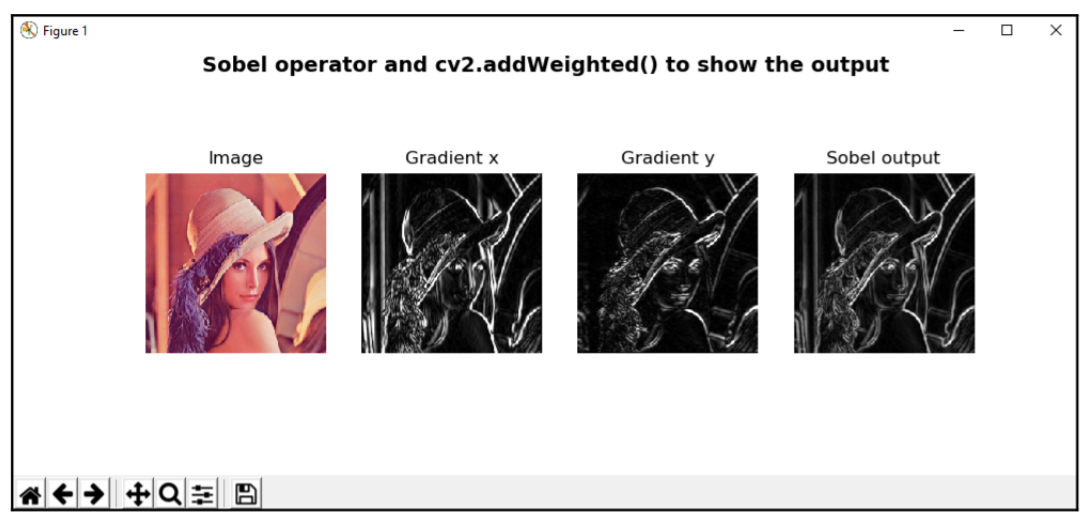 Figure 1
Sobel operator and cv2.addWeighted() to show the output
Image
Gradient x
Gradient y
Sobel output